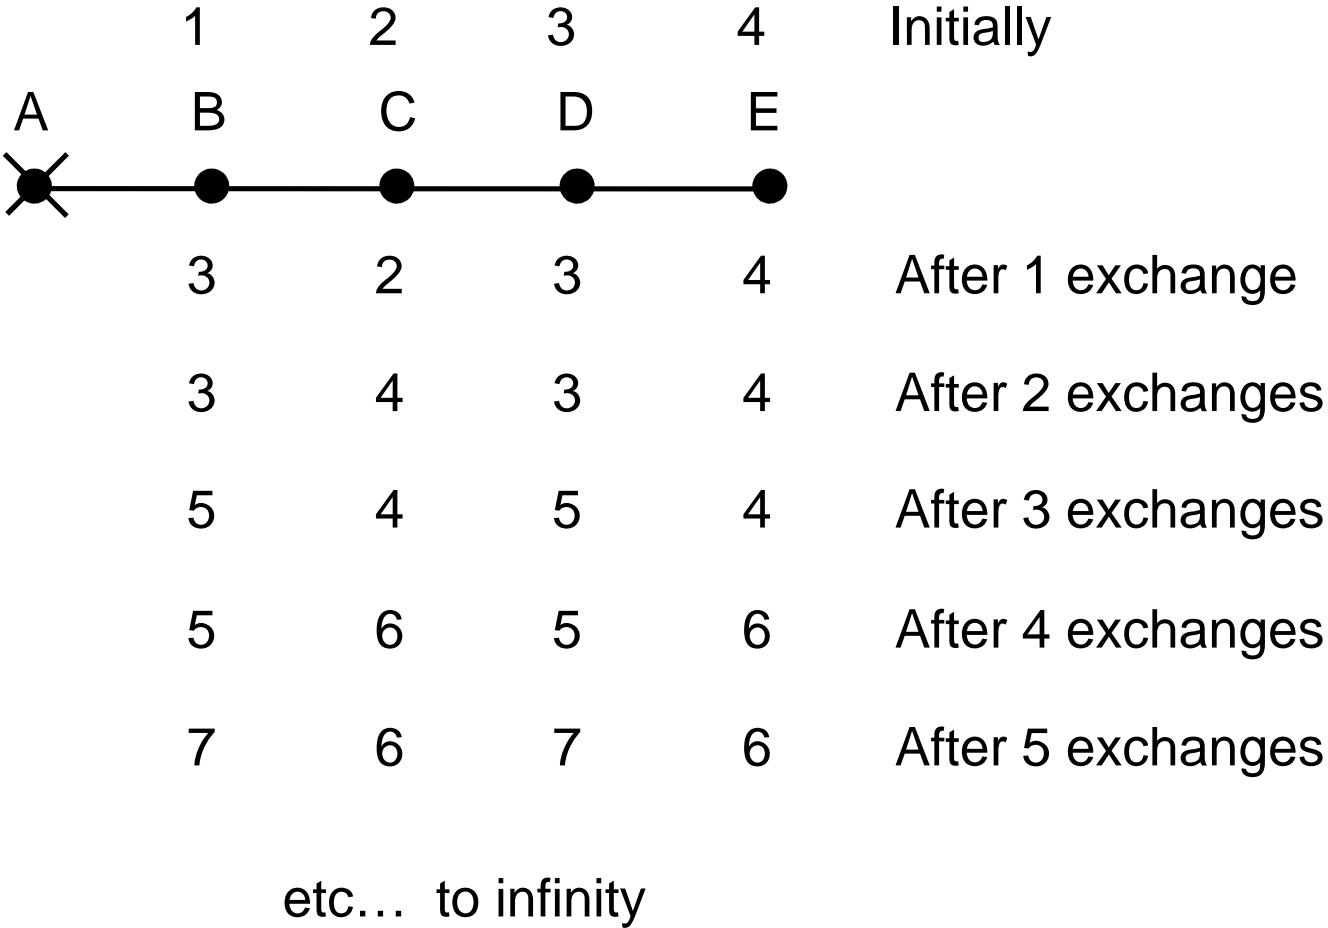 1 2 3 4 Initially
A B C D E
3 2 3 4 After 1 exchange
3 4 3 4 After 2 exchanges
5 4 5 4 After 3 exchanges
5 6 5 6 After 4 exchanges
7 6 7 6 After 5 exchanges
etc… to infinity